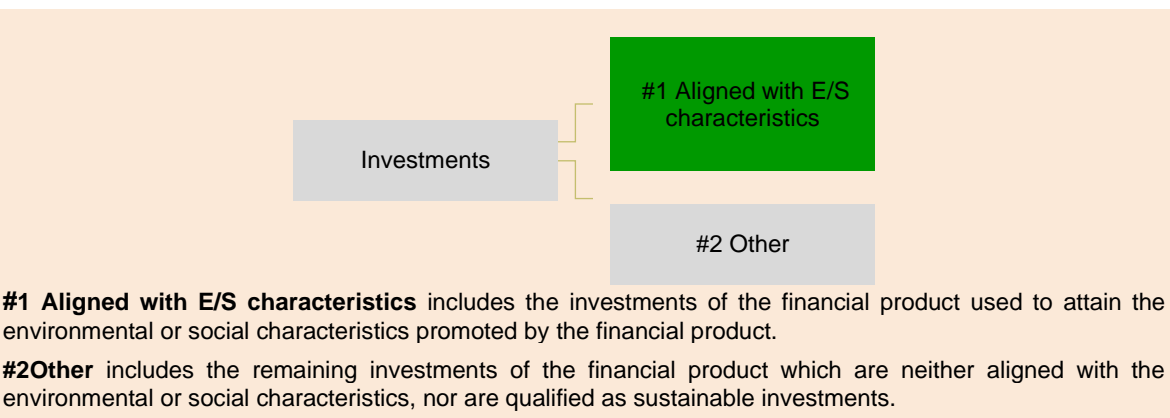 #1 Aligned with E/S
characteristics
Investments
#2 Other
#1 Aligned with E/S characteristics includes the investments of the financial product used to attain the
environmental or social characteristics promoted by the financial product.
#2Other includes the remaining investments of the financial product which are neither aligned with the
environmental or social characteristics, nor are qualified as sustainable investments.